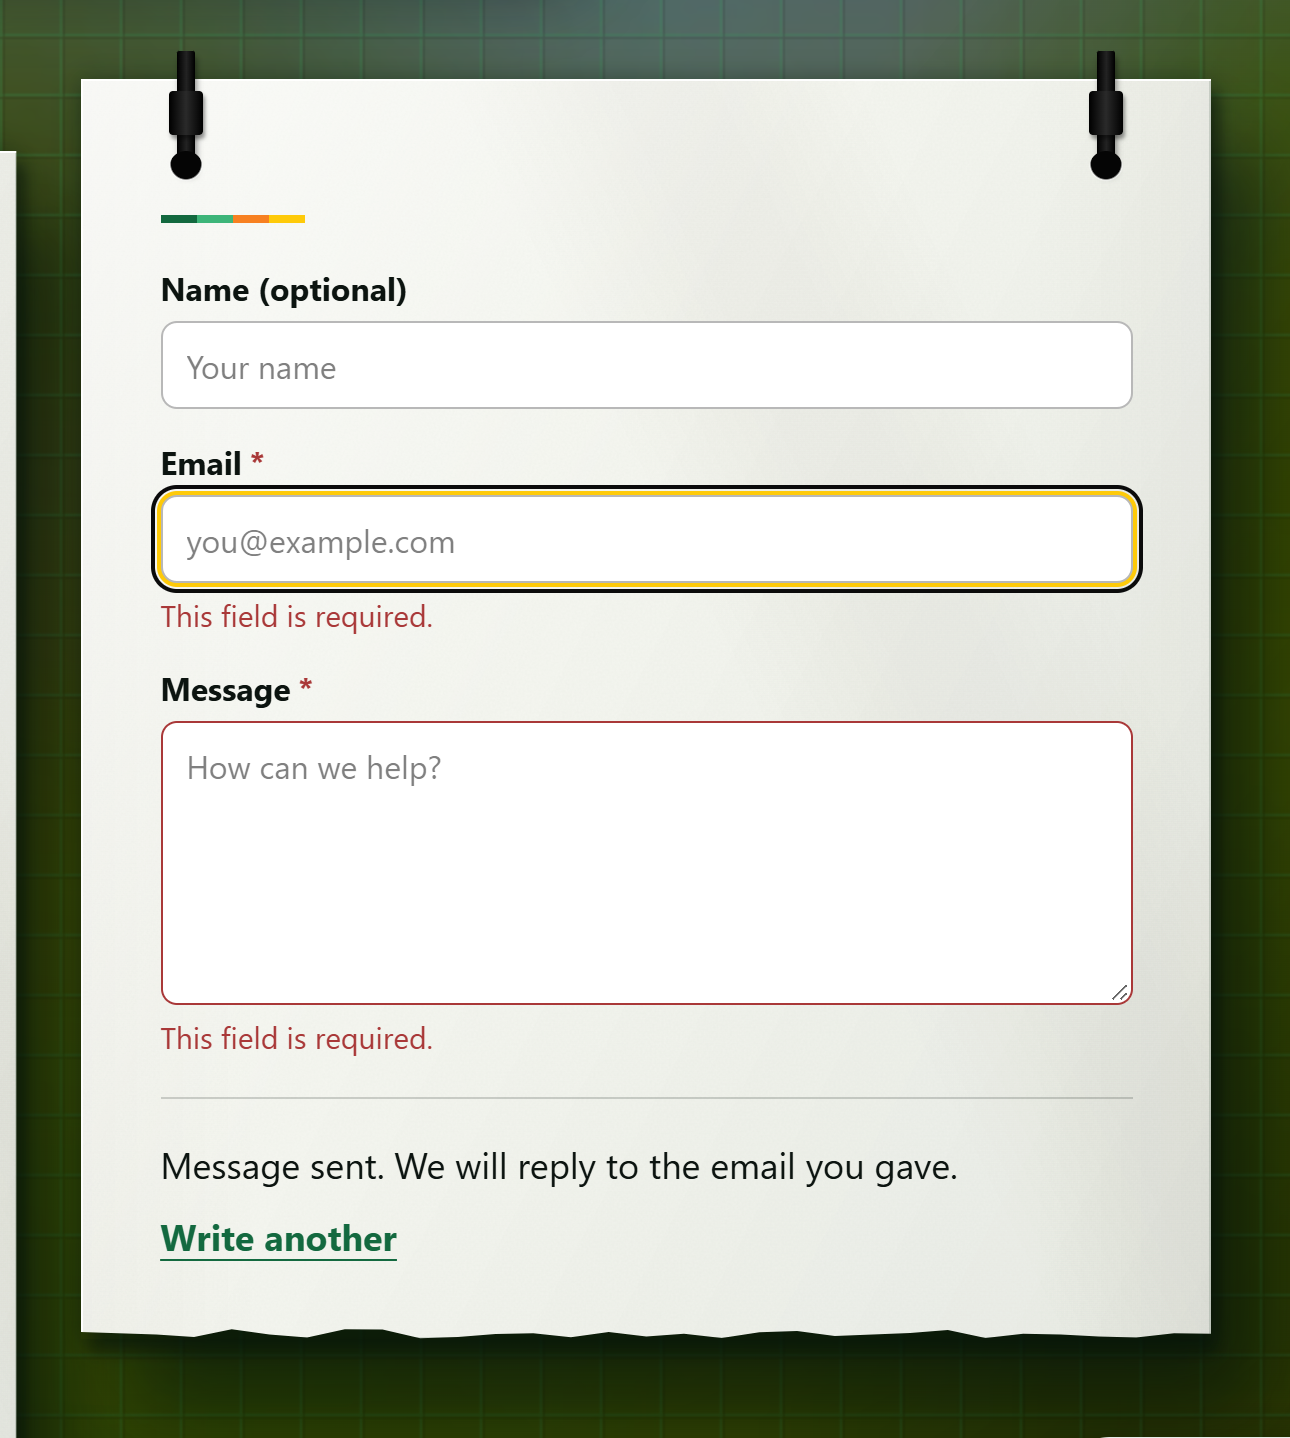 Name (optional)
Your name
Email *
you@example.com
This field is required.
Message *
How can we help?
This field is required.
Message sent. We will reply to the email you gave.
Write another